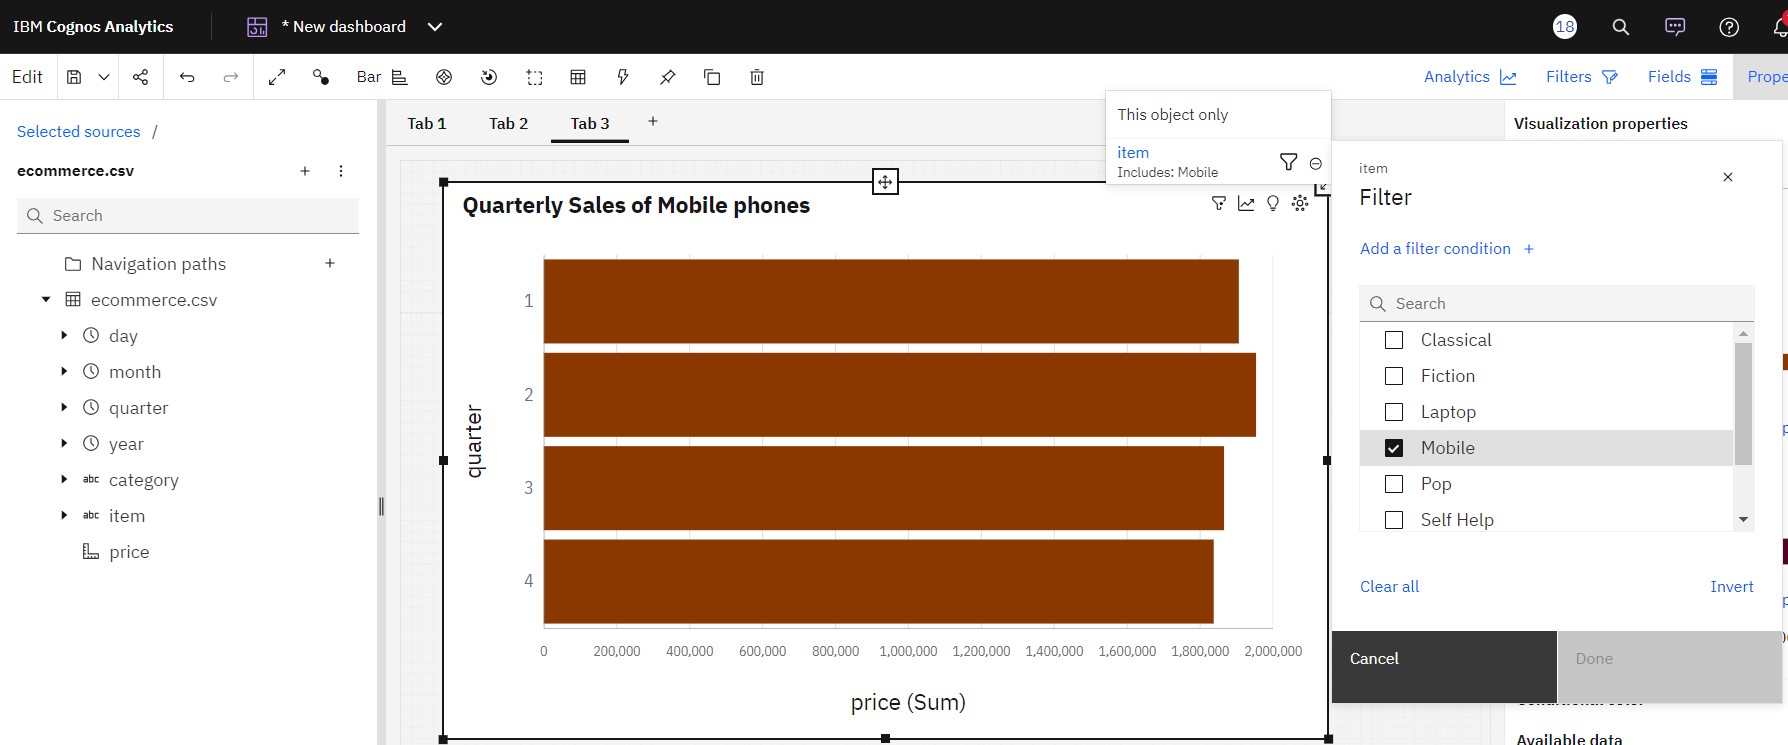 IBM Cognos Analytics
* New dashboard
18
Edit
Bar
Analytics
Filters
Fields
Prope
Selected sources /
ecommerce.csv
Search
Navigation paths
ecommerce.csv
day
month
quarter
year
abc category
abc item
price
Tab 1
Tab 2
Tab 3
This object only
item
Includes: Mobile
Quarterly Sales of Mobile phones
1
2
3
4
quarter
0
200,000
400,000
600,000
800,000
1,000,000
1,200,000
1,400,000
1,600,000
1,800,000
2,000,000
price (Sum)
Visualization properties
item
Filter
Add a filter condition +
Search
Classical
Fiction
Laptop
Mobile
Pop
Self Help
Clear all
Invert
Cancel
Done
Available data